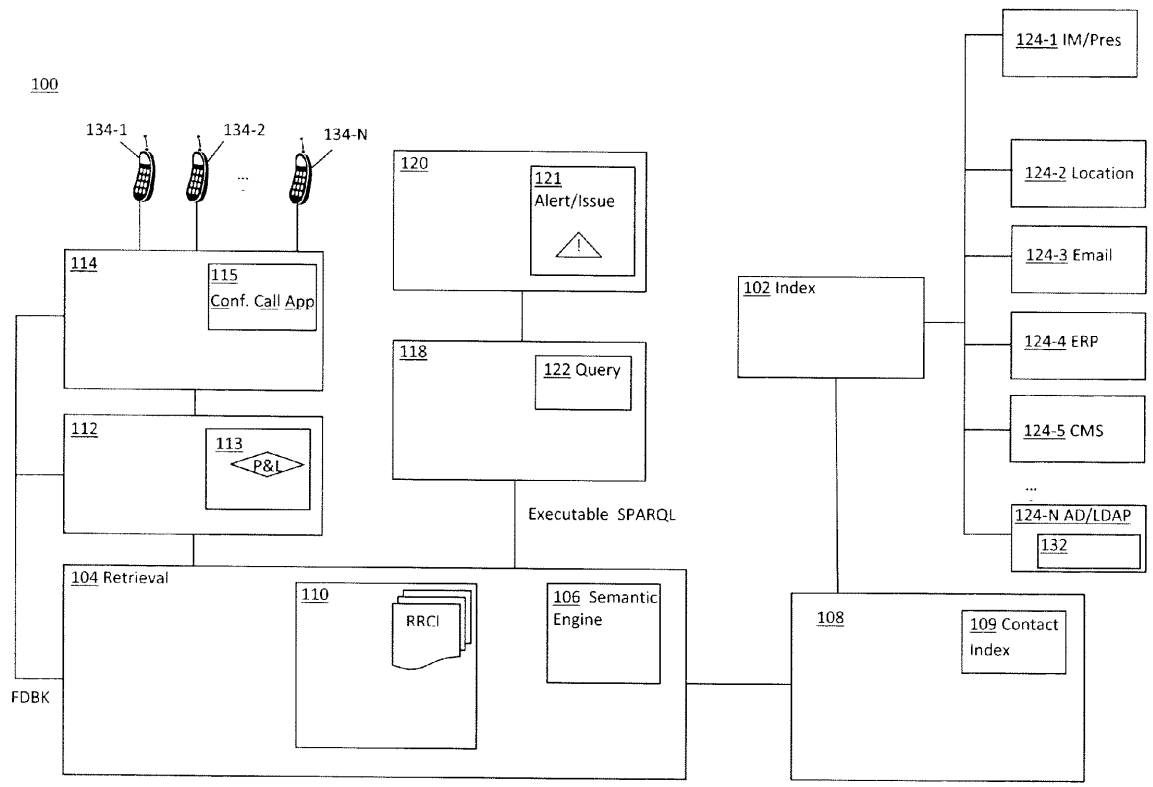 100
134-1
134-2
134-N
...
114
115
Conf. Call App
112
113
P&L
FDBK
120
121
Alert/Issue
!
118
122 Query
Executable SPARQL
104 Retrieval
110
RRCI
106 Semantic
Engine
102 Index
108
109 Contact
Index
124-1 IM/Pres
124-2 Location
124-3 Email
124-4 ERP
124-5 CMS
...
124-N AD/LDAP
132